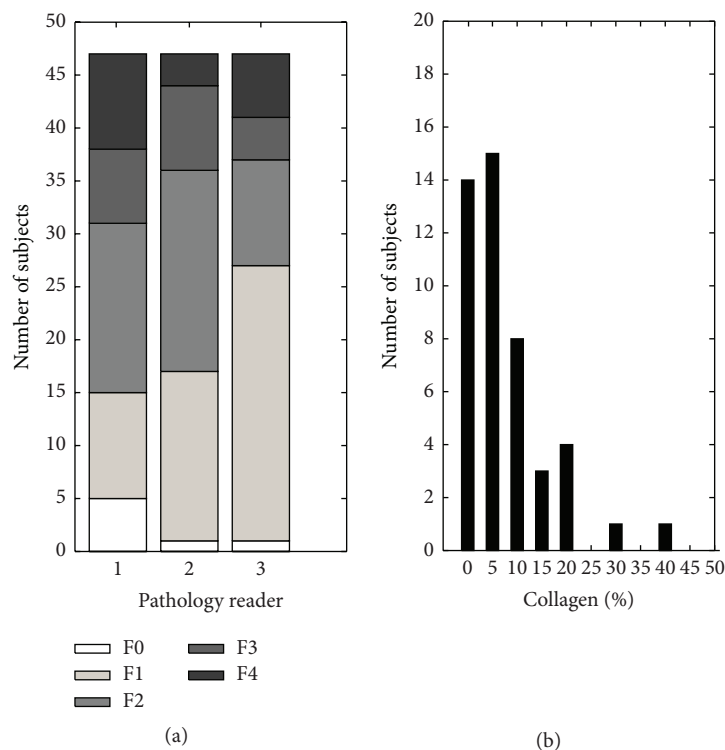 50
45
40
35
30
25
20
15
10
5
0
Number of subjects
1 2 3
Pathology reader
F0 F3
F1 F4
F2
(a)
20
18
16
14
12
10
8
6
4
2
0
Number of subjects
0 5 10 15 20 25 30 35 40 45 50
Collagen (%)
(b)